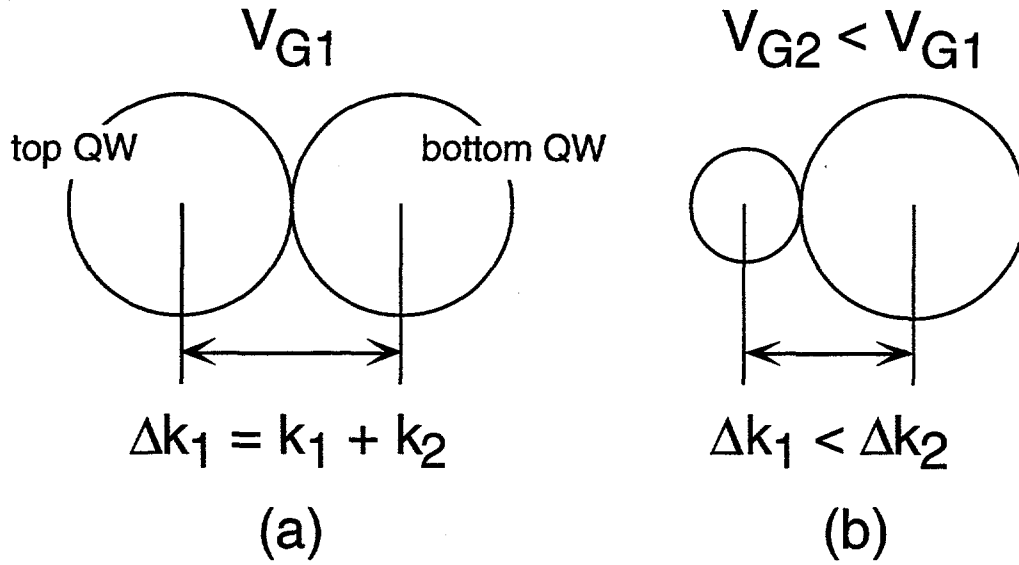 V_G1
top QW
bottom QW
Δk_1 = k_1 + k_2
(a)
V_G2 < V_G1
Δk_1 < Δk_2
(b)